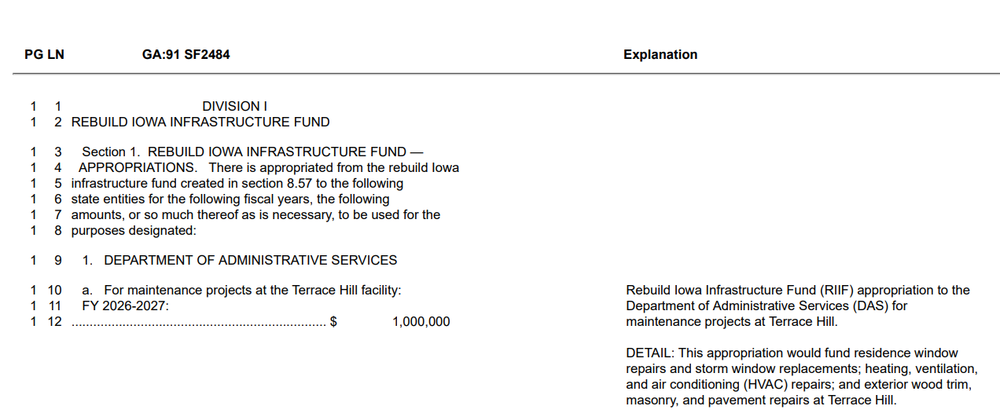 PG LN GA:91 SF2484 Explanation
1 1 DIVISION I
1 2 REBUILD IOWA INFRASTRUCTURE FUND
1 3 Section 1. REBUILD IOWA INFRASTRUCTURE FUND —
1 4 APPROPRIATIONS. There is appropriated from the rebuild Iowa
1 5 infrastructure fund created in section 8.57 to the following
1 6 state entities for the following fiscal years, the following
1 7 amounts, or so much thereof as is necessary, to be used for the
1 8 purposes designated:
1 9 1. DEPARTMENT OF ADMINISTRATIVE SERVICES
1 10 a. For maintenance projects at the Terrace Hill facility:
1 11 FY 2026-2027:
1 12 ...................................................................... $ 1,000,000
Rebuild Iowa Infrastructure Fund (RIIF) appropriation to the
Department of Administrative Services (DAS) for
maintenance projects at Terrace Hill.
DETAIL: This appropriation would fund residence window
repairs and storm window replacements; heating, ventilation,
and air conditioning (HVAC) repairs; and exterior wood trim,
masonry, and pavement repairs at Terrace Hill.